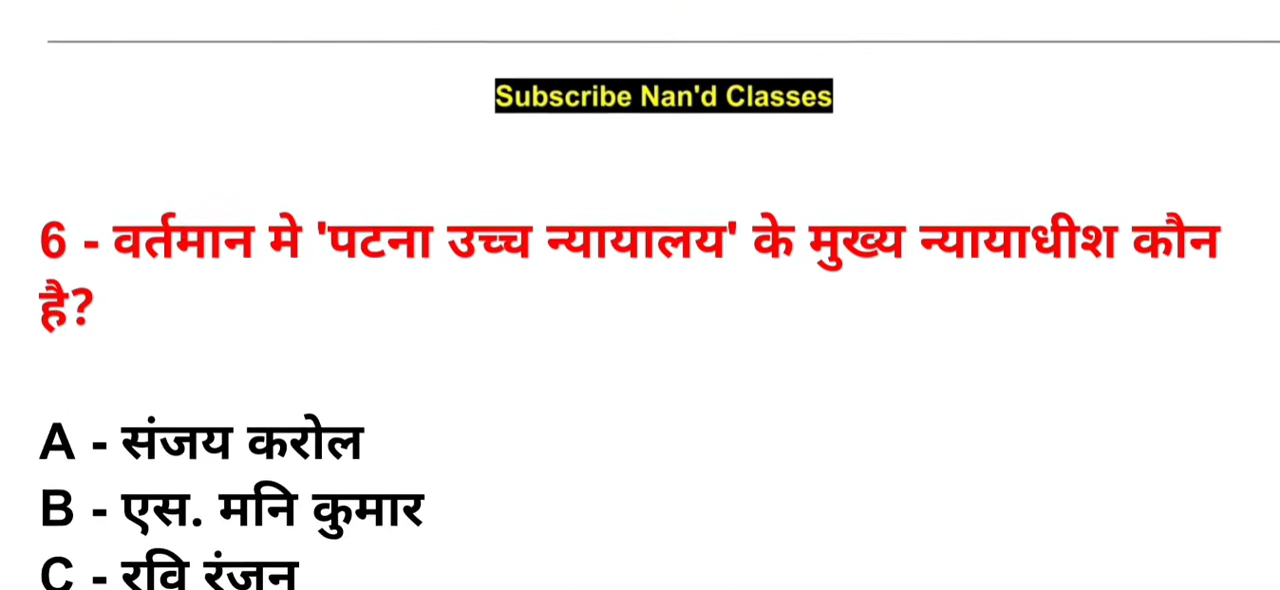 Subscribe Nan'd Classes
6 - वर्तमान मे 'पटना उच्च न्यायालय' के मुख्य न्यायाधीश कौन
है?
A - संजय करोल
B - एस. मनि कुमार
C - रवि रंजन